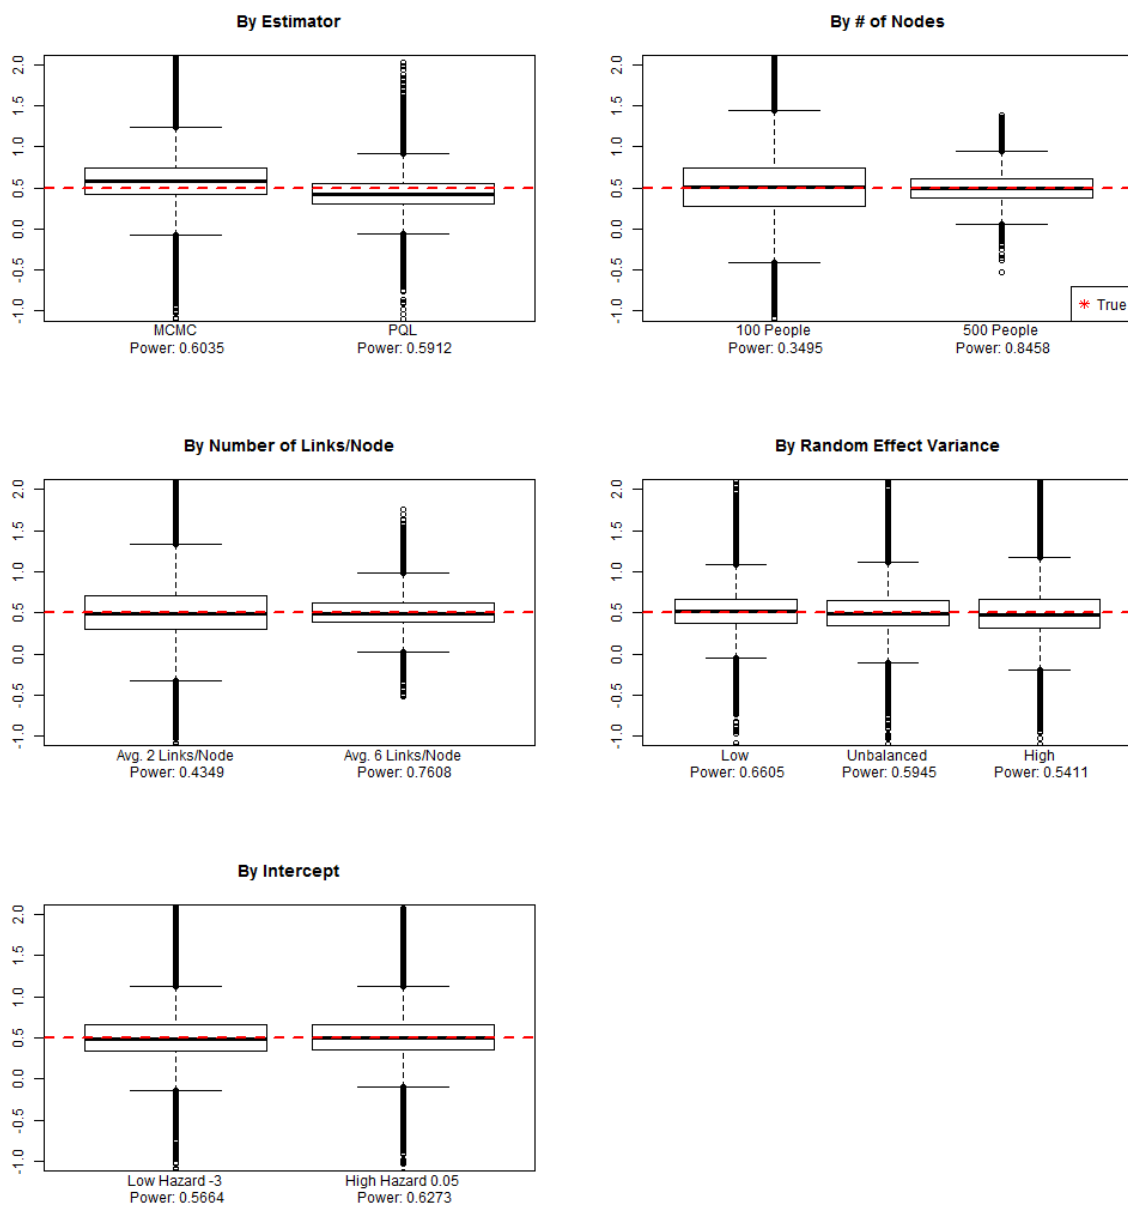 By Estimator
2.0
1.5
1.0
0.5
0.0
-0.5
-1.0
MCMC
Power: 0.6035
PQL
Power: 0.5912
By # of Nodes
2.0
1.5
1.0
0.5
0.0
-0.5
-1.0
True
100 People
Power: 0.3495
500 People
Power: 0.8458
By Number of Links/Node
2.0
1.5
1.0
0.5
0.0
-0.5
-1.0
Avg. 2 Links/Node
Power: 0.4349
Avg. 6 Links/Node
Power: 0.7608
By Random Effect Variance
2.0
1.5
1.0
0.5
0.0
-0.5
-1.0
Low
Power: 0.6605
Unbalanced
Power: 0.5945
High
Power: 0.5411
By Intercept
2.0
1.5
1.0
0.5
0.0
-0.5
-1.0
Low Hazard -3
Power: 0.5664
High Hazard 0.05
Power: 0.6273